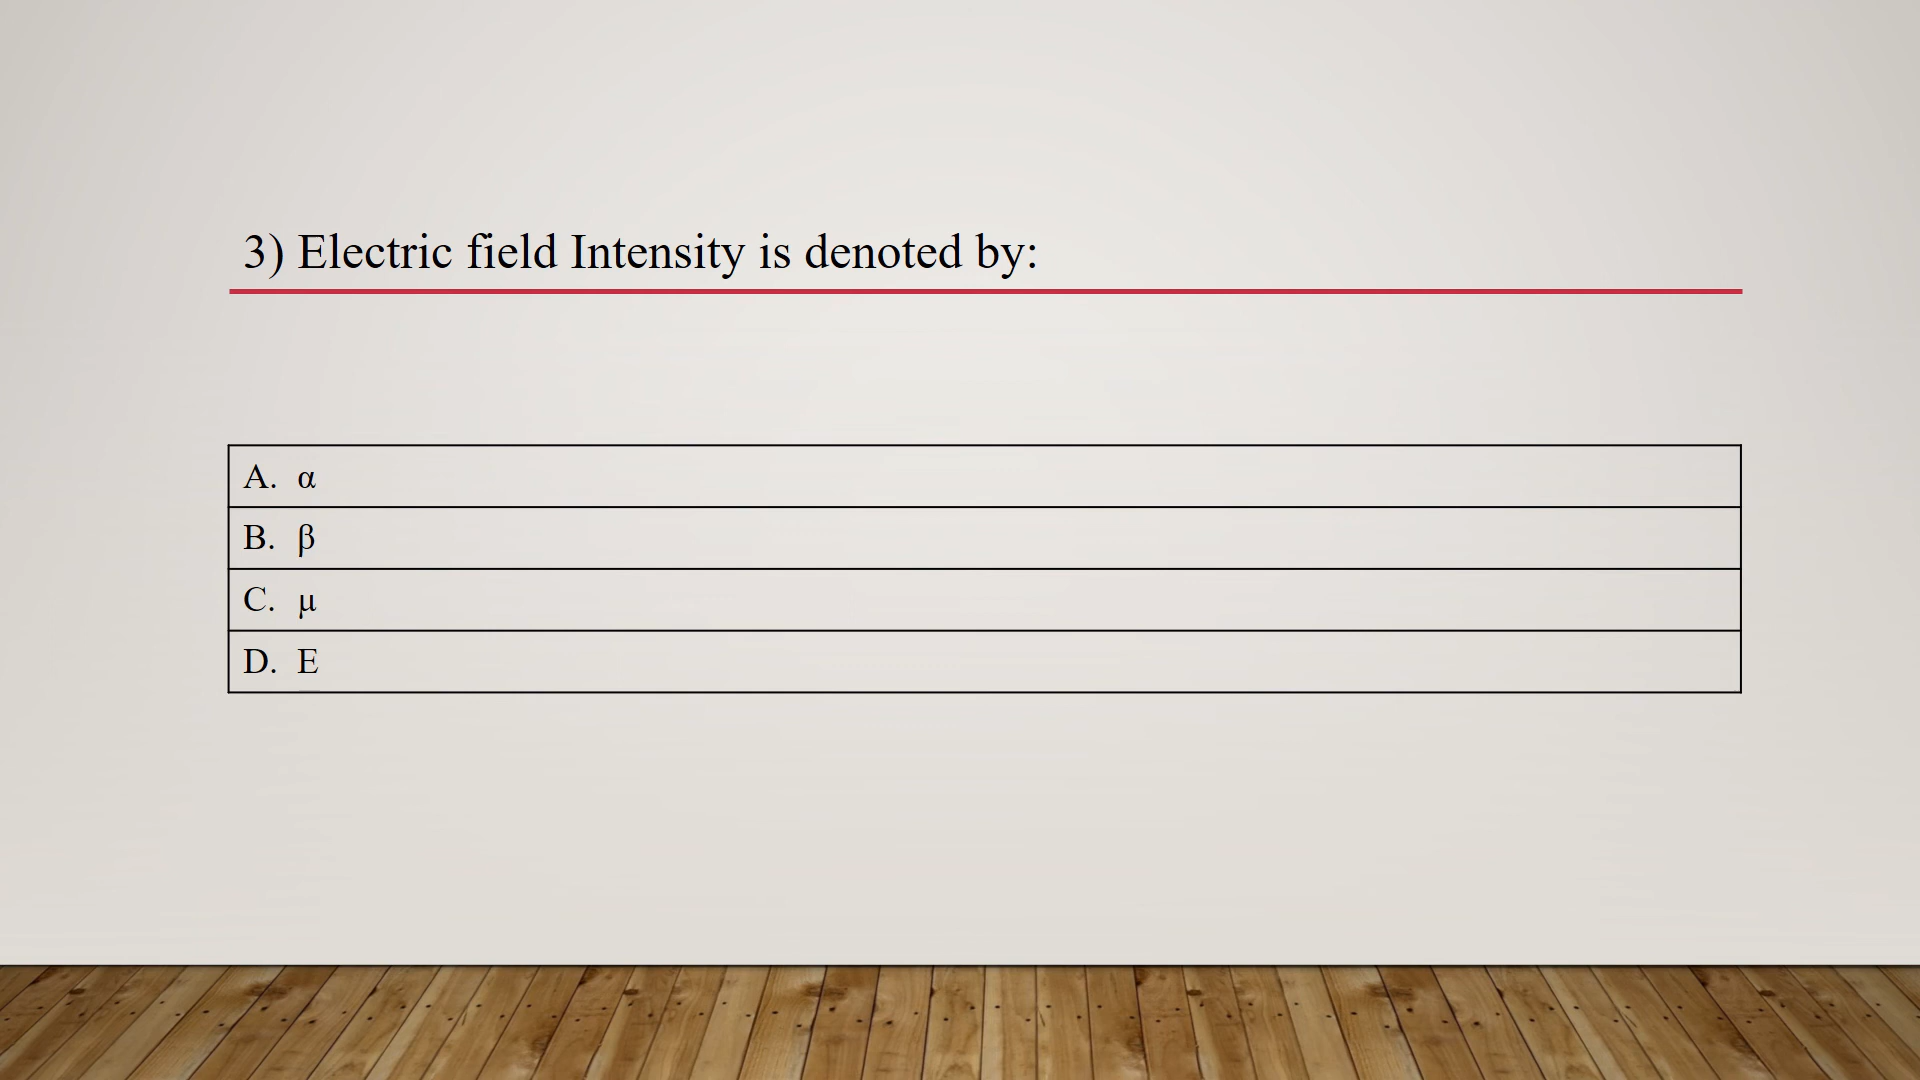 3) Electric field Intensity is denoted by:
A. α
B. β
C. μ
D. E